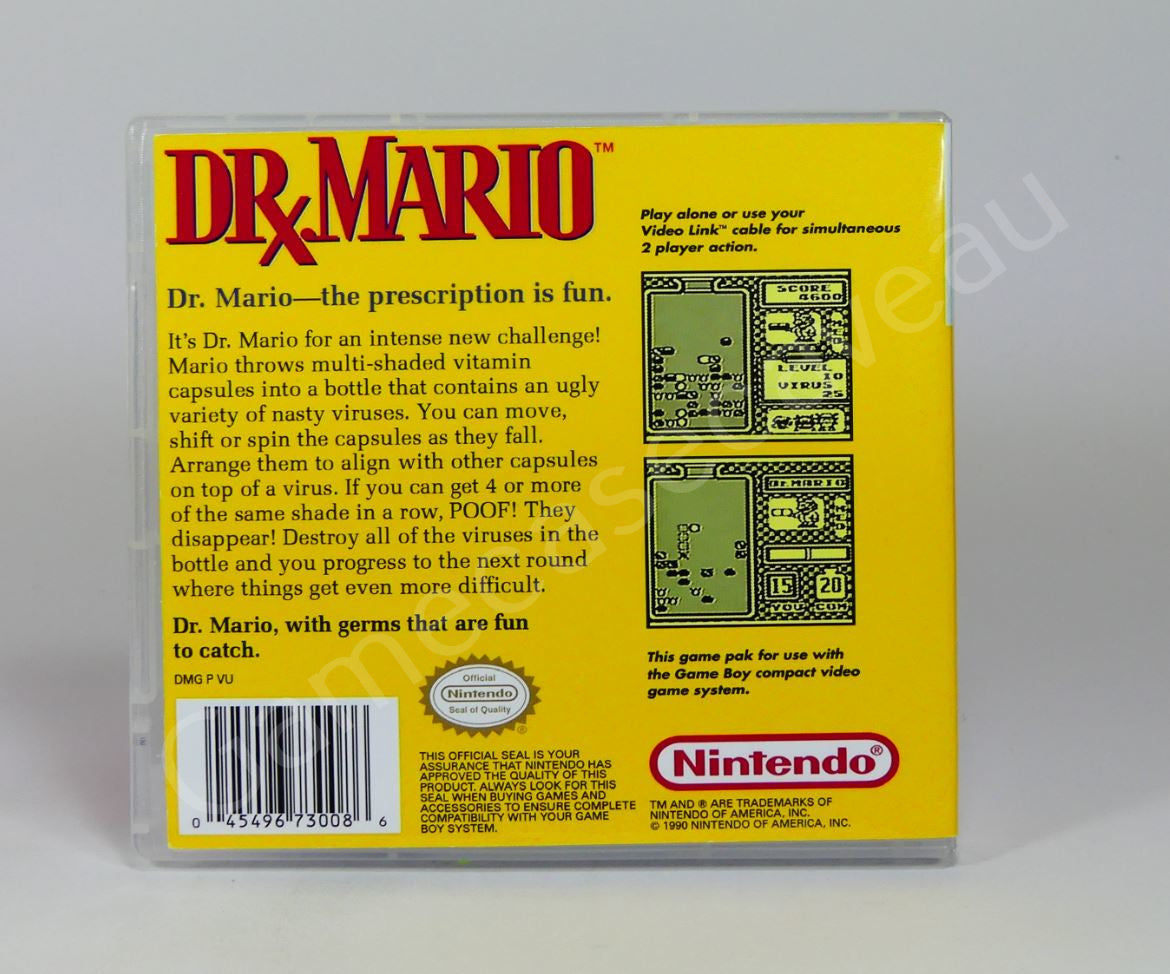 DRx.MARIO™
Dr. Mario—the prescription is fun.
It's Dr. Mario for an intense new challenge!
Mario throws multi-shaded vitamin
capsules into a bottle that contains an ugly
variety of nasty viruses. You can move,
shift or spin the capsules as they fall.
Arrange them to align with other capsules
on top of a virus. If you can get 4 or more
of the same shade in a row, POOF! They
disappear! Destroy all of the viruses in the
bottle and you progress to the next round
where things get even more difficult.
Dr. Mario, with germs that are fun
to catch.
DMG P VU
0 45496 73008 6
Official
Nintendo
Seal of Quality
®
THIS OFFICIAL SEAL IS YOUR
ASSURANCE THAT NINTENDO HAS
APPROVED THE QUALITY OF THIS
PRODUCT. ALWAYS LOOK FOR THIS
SEAL WHEN BUYING GAMES AND
ACCESSORIES TO ENSURE COMPLETE
COMPATIBILITY WITH YOUR GAME
BOY SYSTEM.
Play alone or use your
Video Link™ cable for simultaneous
2 player action.
SCORE
4600
LEVEL
10
VIRUS
25
DR.MARIO
15 20
YOU COM
This game pak for use with
the Game Boy compact video
game system.
Nintendo®
TM AND ® ARE TRADEMARKS OF
NINTENDO OF AMERICA, INC.
© 1990 NINTENDO OF AMERICA, INC.